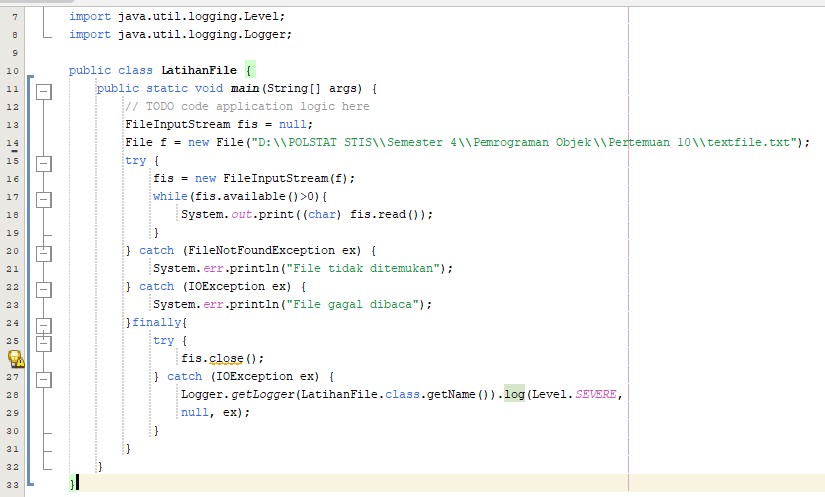 7 import java.util.logging.Level;
8 import java.util.logging.Logger;
9
10 public class LatihanFile {
11 public static void main(String[] args) {
12 // TODO code application logic here
13 FileInputStream fis = null;
14 File f = new File("D:\\POLSTAT STIS\\Semester 4\\Pemrograman Objek\\Pertemuan 10\\textfile.txt");
15 try {
16 fis = new FileInputStream(f);
17 while(fis.available()>0){
18 System.out.print((char) fis.read());
19 }
20 } catch (FileNotFoundException ex) {
21 System.err.println("File tidak ditemukan");
22 } catch (IOException ex) {
23 System.err.println("File gagal dibaca");
24 }finally{
25 try {
fis.close();
27 } catch (IOException ex) {
28 Logger.getLogger(LatihanFile.class.getName()).log(Level.SEVERE,
29 null, ex);
30 }
31 }
32 }
33 }